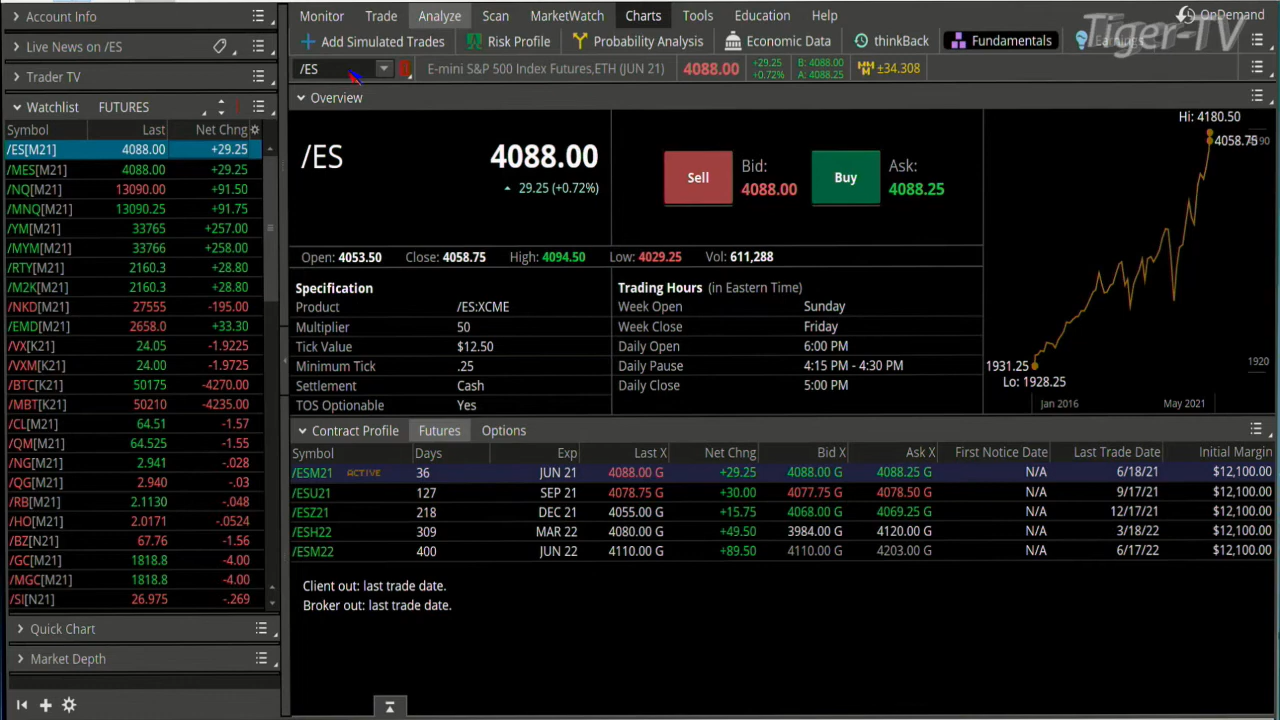 Account Info
Live News on /ES
Trader TV
Watchlist FUTURES
Symbol Last Net Chng
/ES[M21] 4088.00 +29.25
/MES[M21] 4088.00 +29.25
/NQ[M21] 13090.00 +91.50
/MNQ[M21] 13090.25 +91.75
/YM[M21] 33765 +257.00
/MYM[M21] 33766 +258.00
/RTY[M21] 2160.3 +28.80
/M2K[M21] 2160.3 +28.80
/NKD[M21] 27555 -195.00
/EMD[M21] 2658.0 +33.30
/VX[K21] 24.05 -1.9225
/VXM[K21] 24.00 -1.9725
/BTC[K21] 50175 -4270.00
/MBT[K21] 50210 -4235.00
/CL[M21] 64.51 -1.57
/QM[M21] 64.525 -1.55
/NG[M21] 2.941 -.028
/QG[M21] 2.940 -.03
/RB[M21] 2.1130 -.048
/HO[M21] 2.0171 -.0524
/BZ[N21] 67.76 -1.56
/GC[M21] 1818.8 -4.00
/MGC[M21] 1818.8 -4.00
/SI[N21] 26.975 -.269
Quick Chart
Market Depth
Monitor Trade Analyze Scan MarketWatch Charts Tools Education Help
OnDemand
Tiger-TV
Add Simulated Trades Risk Profile Probability Analysis Economic Data thinkBack Fundamentals Earnings
/ES E-mini S&P 500 Index Futures,ETH (JUN 21) 4088.00 +29.25 +0.72% B: 4088.00 A: 4088.25 ±34.308
Overview
/ES 4088.00
29.25 (+0.72%)
Sell Bid: 4088.00 Buy Ask: 4088.25
Open: 4053.50 Close: 4058.75 High: 4094.50 Low: 4029.25 Vol: 611,288
Specification
Product /ES:XCME
Multiplier 50
Tick Value $12.50
Minimum Tick .25
Settlement Cash
TOS Optionable Yes
Trading Hours (in Eastern Time)
Week Open Sunday
Week Close Friday
Daily Open 6:00 PM
Daily Pause 4:15 PM - 4:30 PM
Daily Close 5:00 PM
Hi: 4180.50
4058.75
1931.25
Lo: 1928.25
1920
Jan 2016 May 2021
Contract Profile Futures Options
Symbol Days Exp Last X Net Chng Bid X Ask X First Notice Date Last Trade Date Initial Margin
/ESM21 ACTIVE 36 JUN 21 4088.00 G +29.25 4088.00 G 4088.25 G N/A 6/18/21 $12,100.00
/ESU21 127 SEP 21 4078.75 G +30.00 4077.75 G 4078.50 G N/A 9/17/21 $12,100.00
/ESZ21 218 DEC 21 4055.00 G +15.75 4068.00 G 4069.25 G N/A 12/17/21 $12,100.00
/ESH22 309 MAR 22 4080.00 G +49.50 3984.00 G 4120.00 G N/A 3/18/22 $12,100.00
/ESM22 400 JUN 22 4110.00 G +89.50 4110.00 G 4203.00 G N/A 6/17/22 $12,100.00
Client out: last trade date.
Broker out: last trade date.